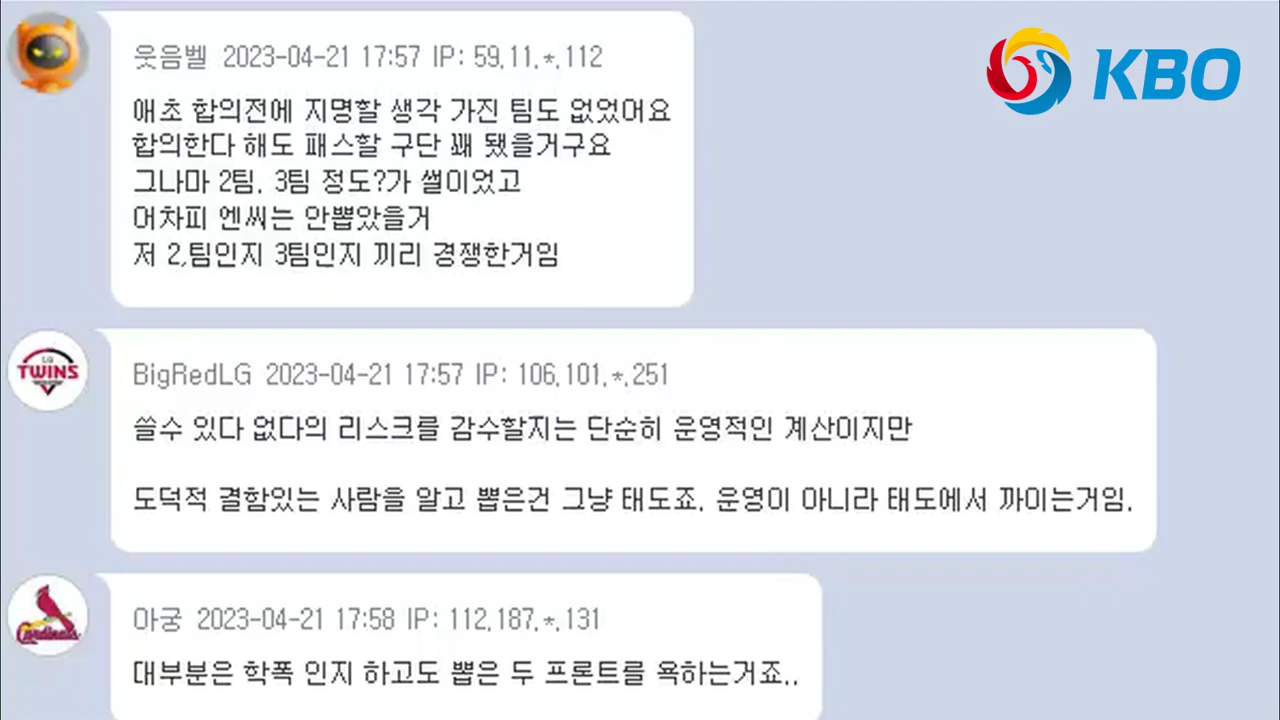 KBO
웃음벨 2023-04-21 17:57 IP: 59.11.*.112
애초 합의전에 지명할 생각 가진 팀도 없었어요
합의한다 해도 패스할 구단 꽤 됐을거구요
그나마 2팀. 3팀 정도?가 썰이었고
어차피 엔씨는 안뽑았을거
저 2.팀인지 3팀인지 끼리 경쟁한거임
LG
TWINS
BigRedLG 2023-04-21 17:57 IP: 106.101.*.251
쓸수 있다 없다의 리스크를 감수할지는 단순히 운영적인 계산이지만
도덕적 결함있는 사람을 알고 뽑은건 그냥 태도죠. 운영이 아니라 태도에서 까이는거임.
Cardinals
아궁 2023-04-21 17:58 IP: 112.187.*.131
대부분은 학폭 인지 하고도 뽑은 두 프론트를 욕하는거죠..